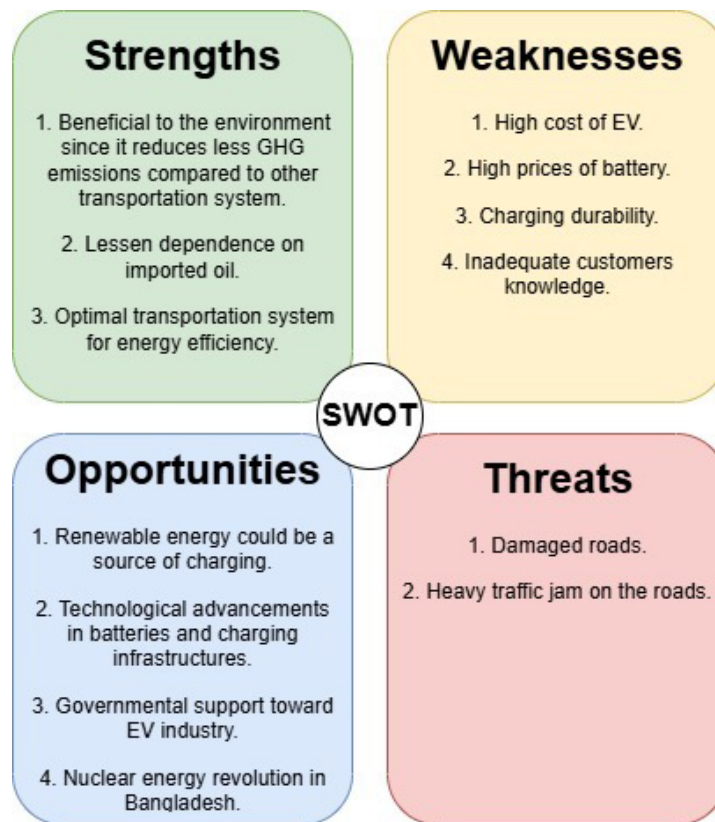 Strengths
1. Beneficial to the environment
since it reduces less GHG
emissions compared to other
transportation system.
2. Lessen dependence on
imported oil.
3. Optimal transportation system
for energy efficiency.
Weaknesses
1. High cost of EV.
2. High prices of battery.
3. Charging durability.
4. Inadequate customers
knowledge.
SWOT
Opportunities
1. Renewable energy could be a
source of charging.
2. Technological advancements
in batteries and charging
infrastructures.
3. Governmental support toward
EV industry.
4. Nuclear energy revolution in
Bangladesh.
Threats
1. Damaged roads.
2. Heavy traffic jam on the roads.